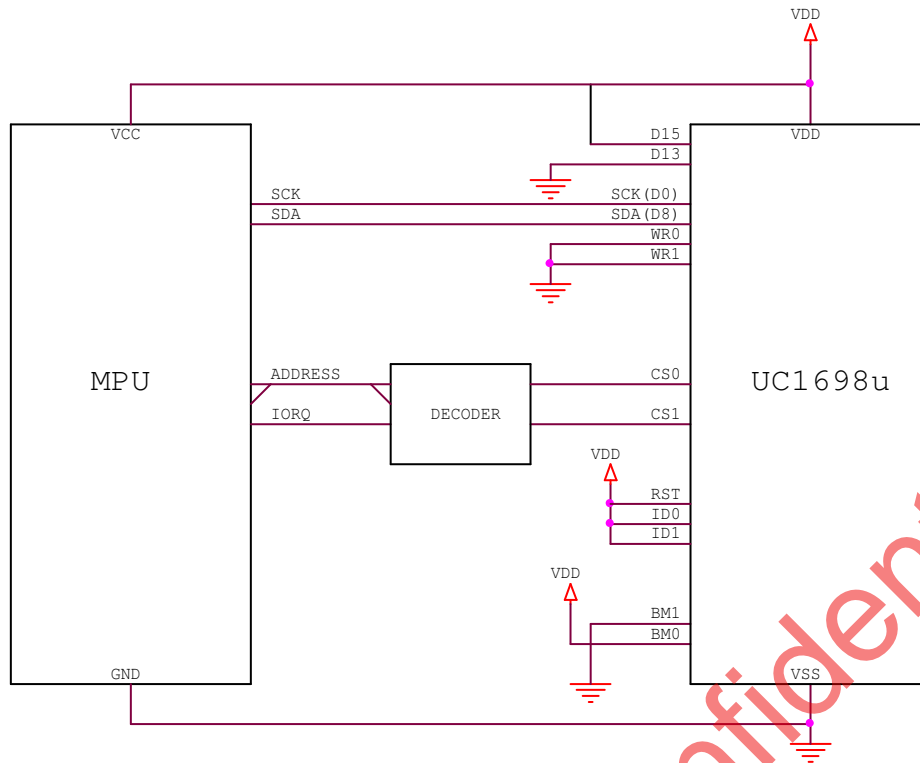 VDD
VCC
VDD
D15
D13
SCK
SCK(D0)
SDA
SDA(D8)
WR0
WR1
MPU
ADDRESS
IORQ
DECODER
CS0
CS1
UC1698u
VDD
RST
ID0
ID1
VDD
BM1
BM0
GND
VSS